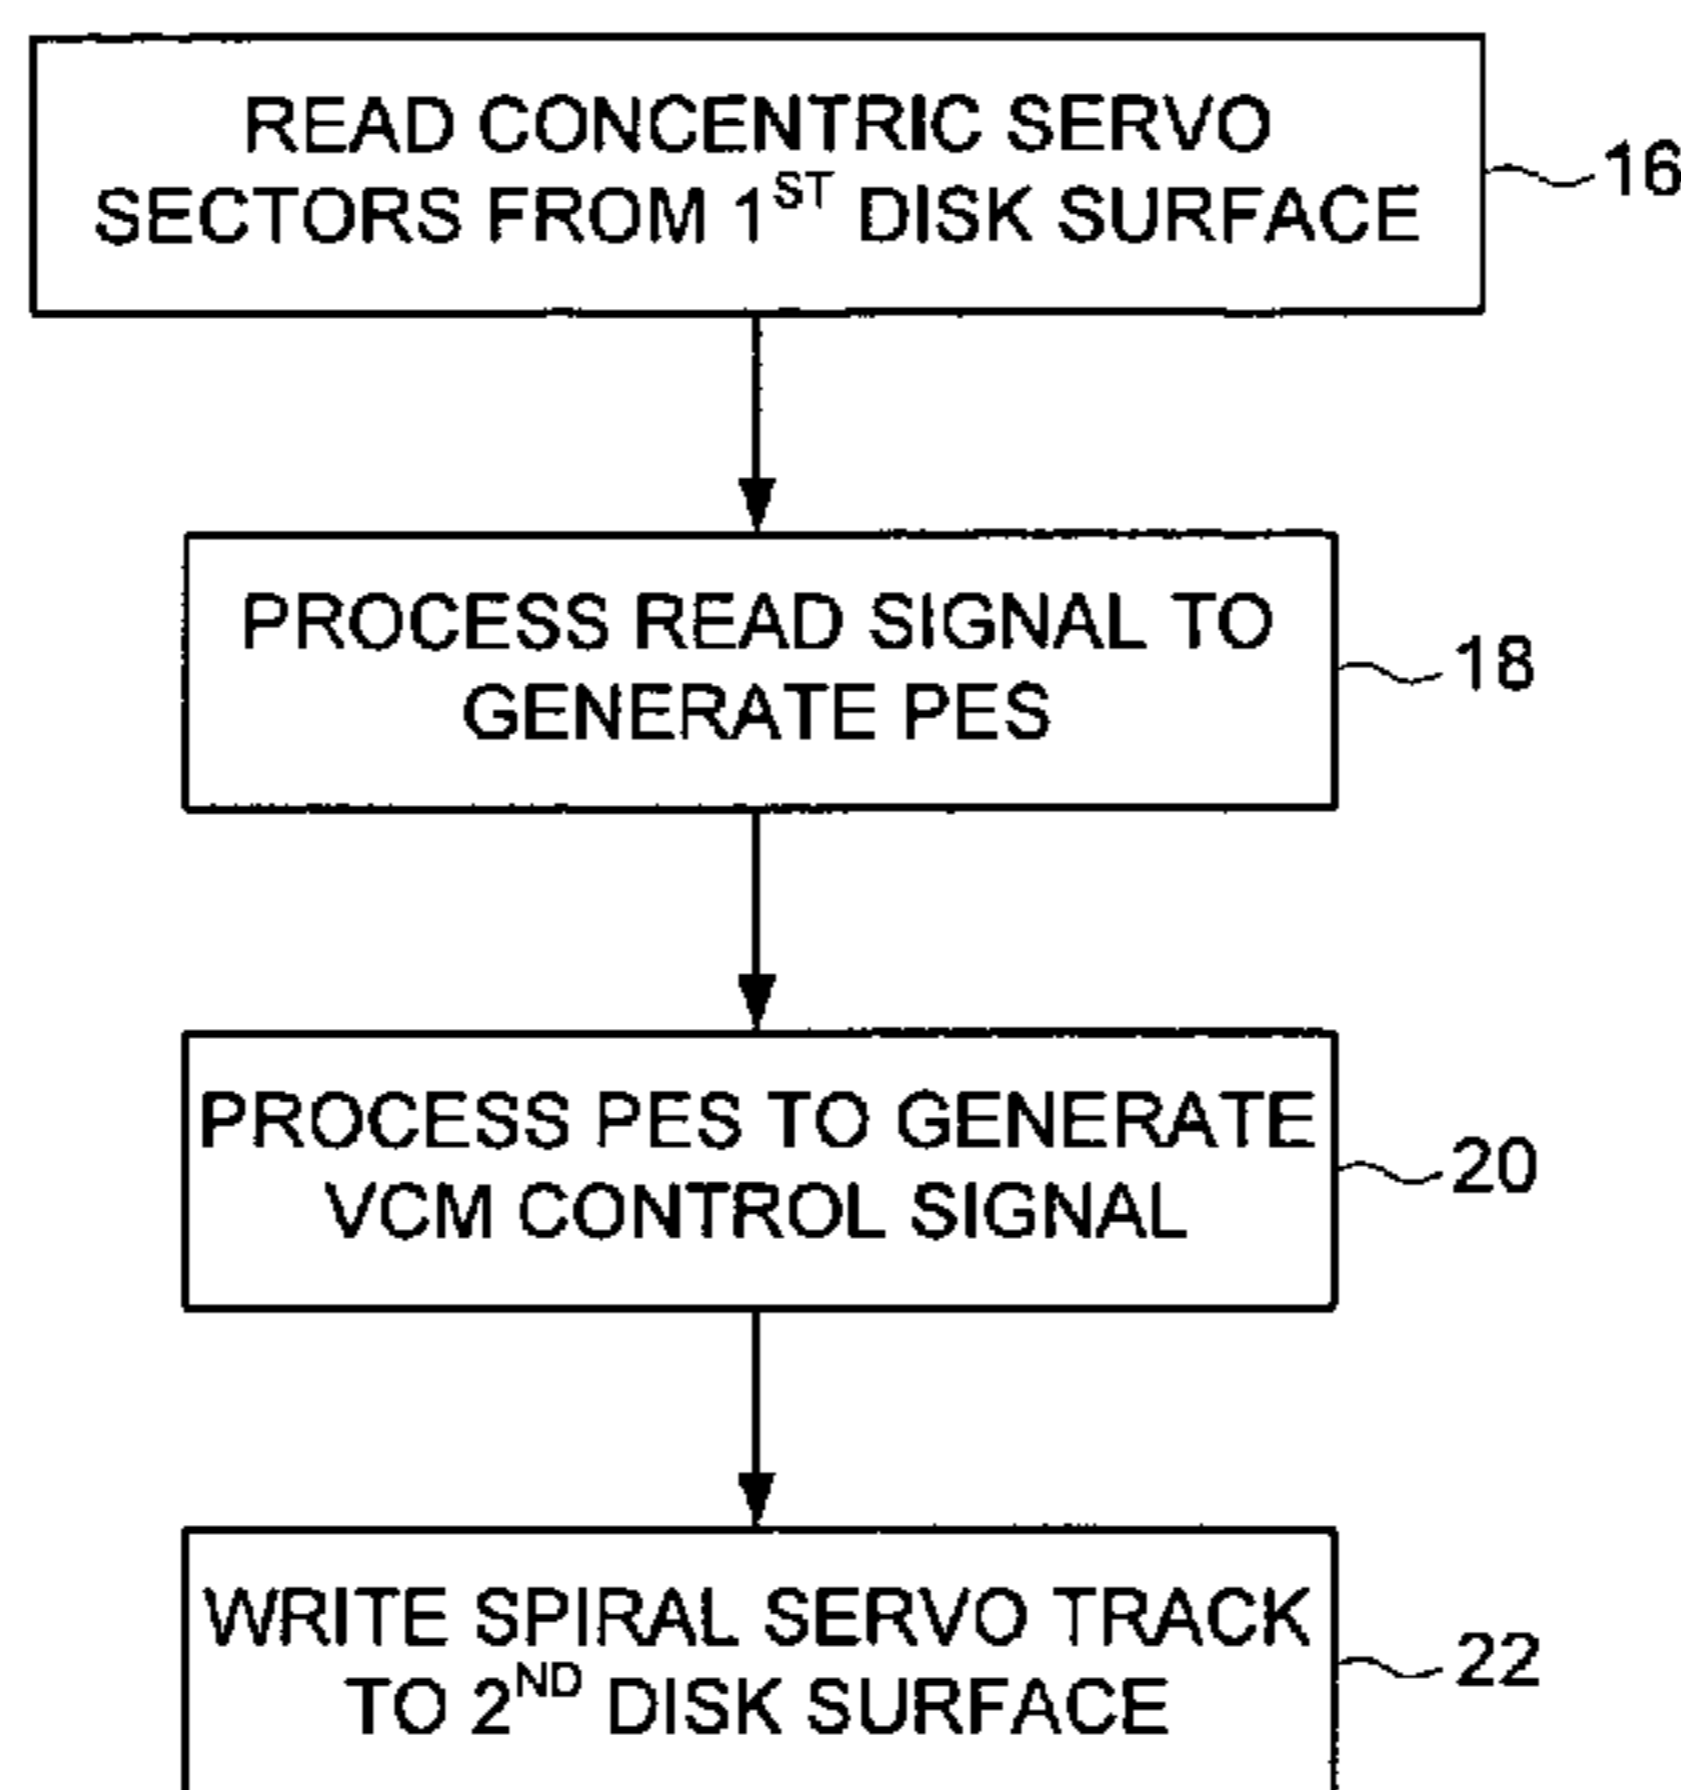 READ CONCENTRIC SERVO
SECTORS FROM 1ST DISK SURFACE
16
PROCESS READ SIGNAL TO
GENERATE PES
18
PROCESS PES TO GENERATE
VCM CONTROL SIGNAL
20
WRITE SPIRAL SERVO TRACK
TO 2ND DISK SURFACE
22